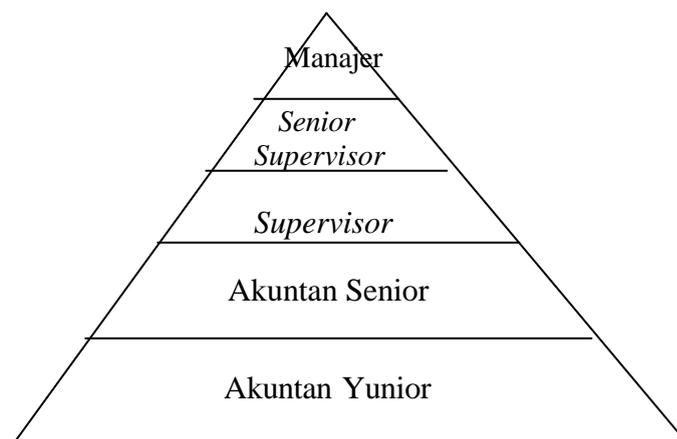 Manajer
Senior
Supervisor
Supervisor
Akuntan Senior
Akuntan Yunior